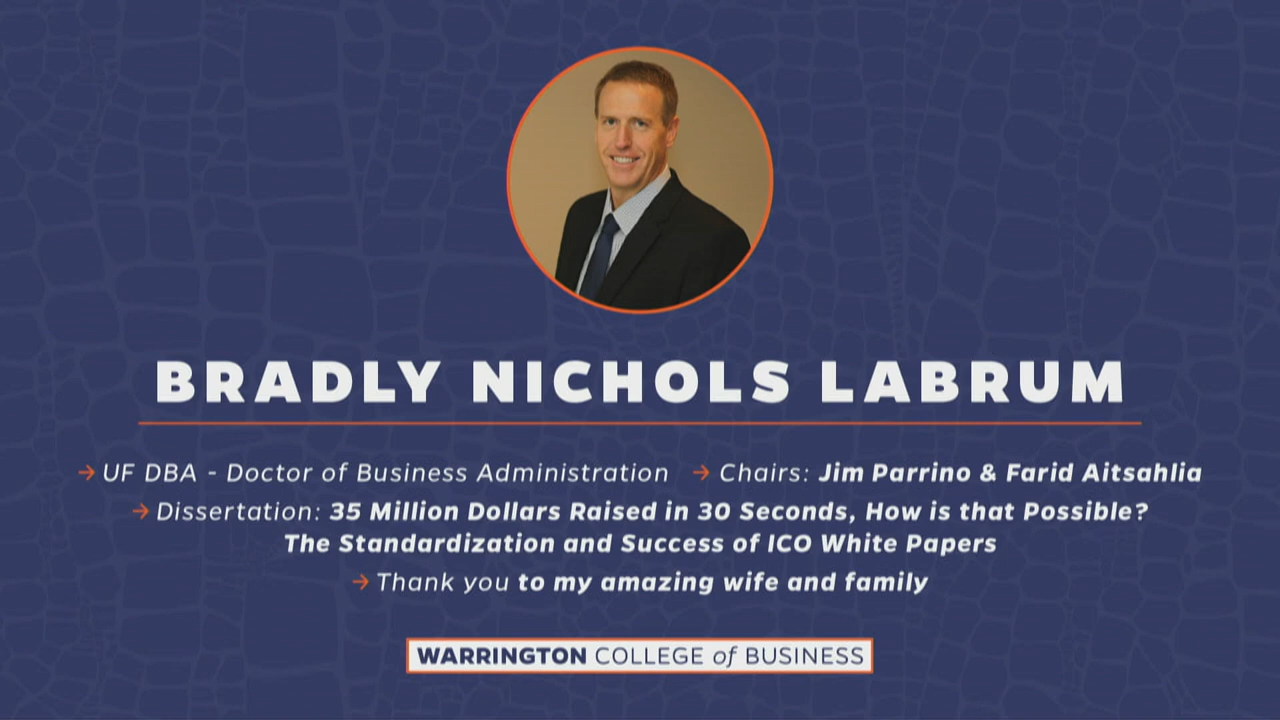 BRADLY NICHOLS LABRUM
→ UF DBA - Doctor of Business Administration → Chairs: Jim Parrino & Farid Aitsahlia
→ Dissertation: 35 Million Dollars Raised in 30 Seconds, How is that Possible?
The Standardization and Success of ICO White Papers
→ Thank you to my amazing wife and family
WARRINGTON COLLEGE of BUSINESS